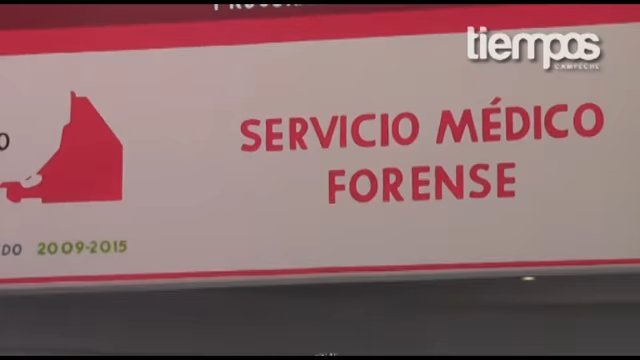 tiempos
CAMPECHE
SERVICIO MÉDICO
FORENSE
2009-2015